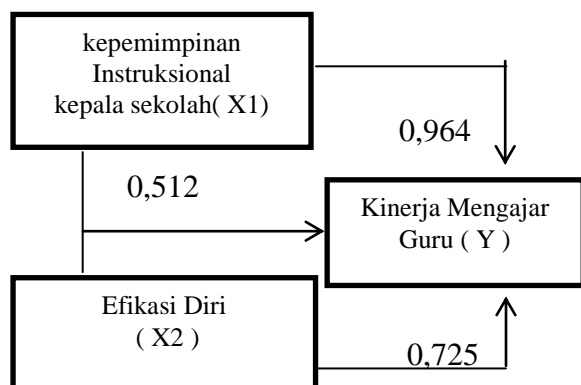 kepemimpinan
Instruksional
kepala sekolah( X1)
0,964
0,512
Kinerja Mengajar
Guru ( Y )
Efikasi Diri
( X2 )
0,725